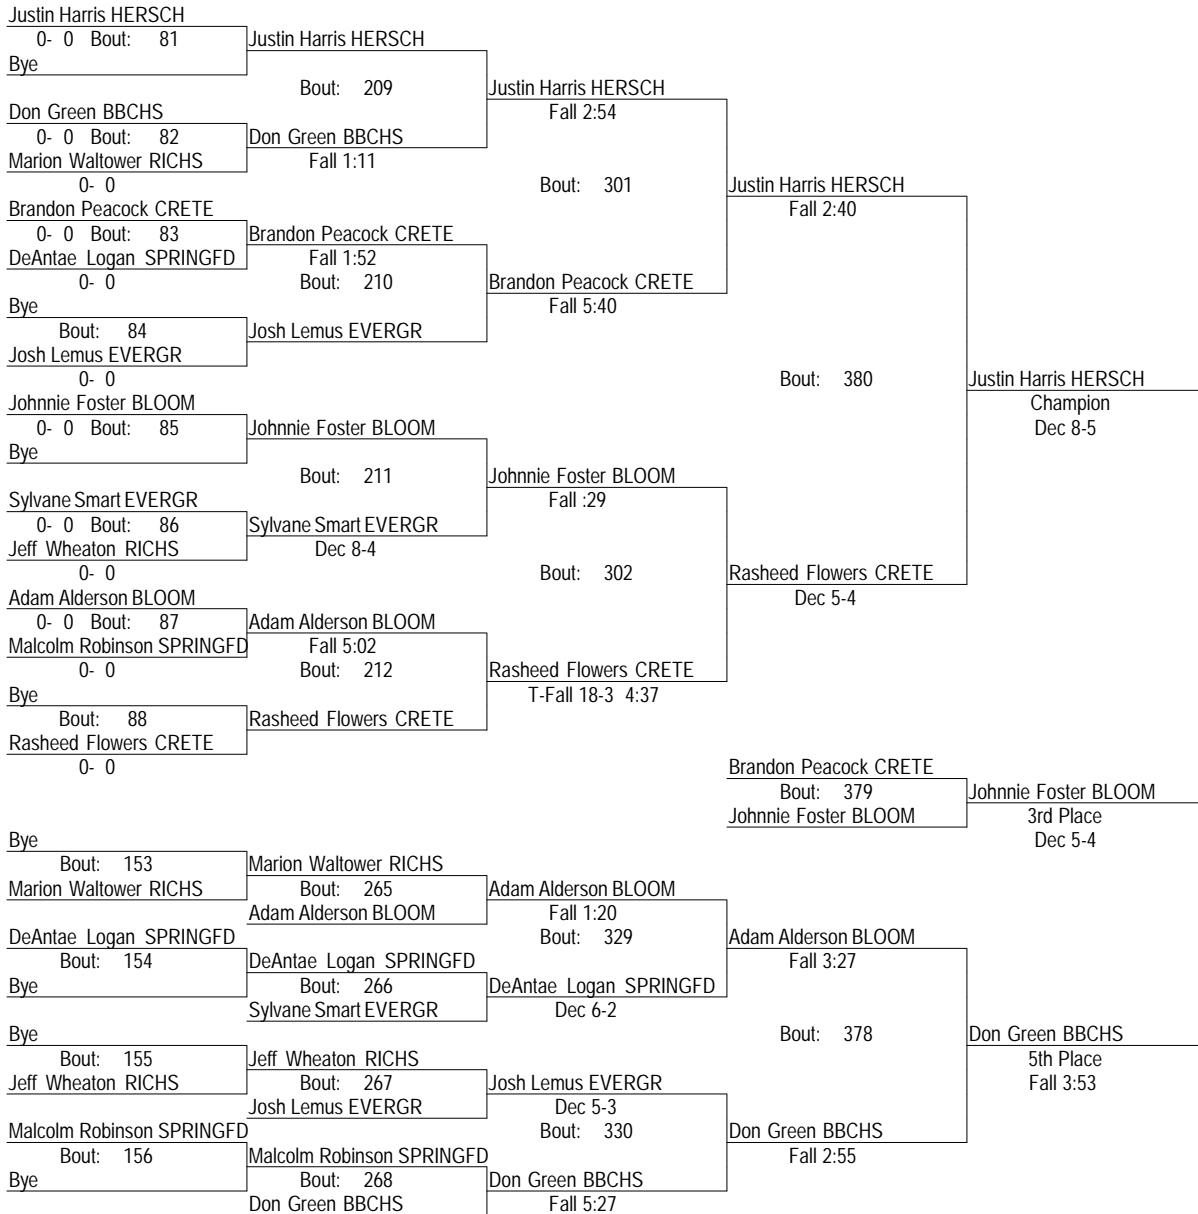 Justin Harris HERSCH
0- 0 Bout: 81 Justin Harris HERSCH
Bye
Bout: 209 Justin Harris HERSCH
Don Green BBCHS Fall 2:54
0- 0 Bout: 82 Don Green BBCHS
Marion Waltower RICHS Fall 1:11
0- 0 Bout: 301 Justin Harris HERSCH
Brandon Peacock CRETE Fall 2:40
0- 0 Bout: 83 Brandon Peacock CRETE
DeAntae Logan SPRINGFD Fall 1:52
0- 0 Bout: 210 Brandon Peacock CRETE
Bye Fall 5:40
Bout: 84 Josh Lemus EVERGR
Josh Lemus EVERGR
0- 0 Bout: 380 Justin Harris HERSCH
Johnnie Foster BLOOM Champion
0- 0 Bout: 85 Johnnie Foster BLOOM Dec 8-5
Bye
Bout: 211 Johnnie Foster BLOOM
Sylvane Smart EVERGR Fall :29
0- 0 Bout: 86 Sylvane Smart EVERGR
Jeff Wheaton RICHS Dec 8-4
0- 0 Bout: 302 Rasheed Flowers CRETE
Adam Alderson BLOOM Dec 5-4
0- 0 Bout: 87 Adam Alderson BLOOM
Malcolm Robinson SPRINGFD Fall 5:02
0- 0 Bout: 212 Rasheed Flowers CRETE
Bye T-Fall 18-3 4:37
Bout: 88 Rasheed Flowers CRETE
Rasheed Flowers CRETE
0- 0 Brandon Peacock CRETE
Bout: 379 Johnnie Foster BLOOM
Johnnie Foster BLOOM 3rd Place
Bye Dec 5-4
Bout: 153 Marion Waltower RICHS
Marion Waltower RICHS Bout: 265 Adam Alderson BLOOM
Adam Alderson BLOOM Fall 1:20
DeAntae Logan SPRINGFD Bout: 329 Adam Alderson BLOOM
Bout: 154 DeAntae Logan SPRINGFD Fall 3:27
Bye Bout: 266 DeAntae Logan SPRINGFD
Sylvane Smart EVERGR Dec 6-2
Bye Bout: 378 Don Green BBCHS
Bout: 155 Jeff Wheaton RICHS 5th Place
Jeff Wheaton RICHS Bout: 267 Josh Lemus EVERGR Fall 3:53
Josh Lemus EVERGR Dec 5-3
Malcolm Robinson SPRINGFD Bout: 330 Don Green BBCHS
Bout: 156 Malcolm Robinson SPRINGFD Fall 2:55
Bye Bout: 268 Don Green BBCHS
Don Green BBCHS Fall 5:27